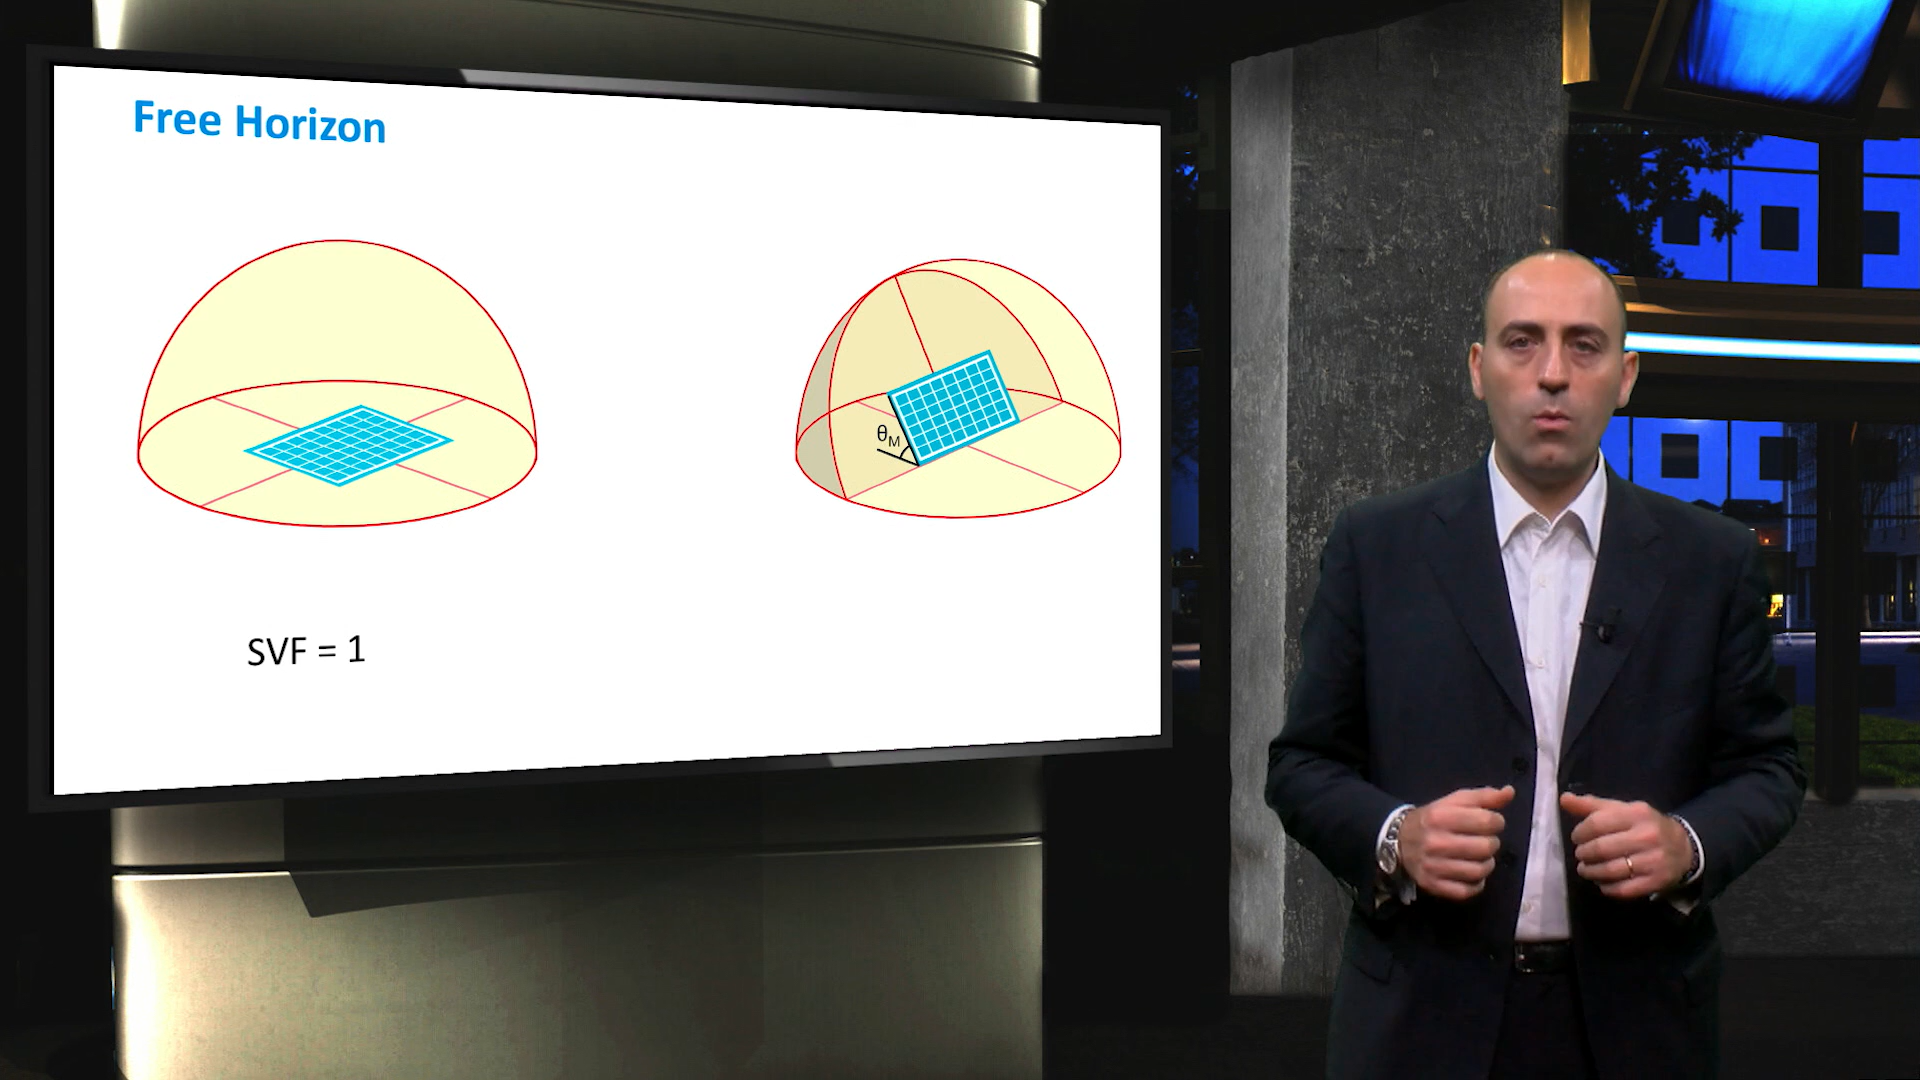 Free Horizon
θM
SVF = 1